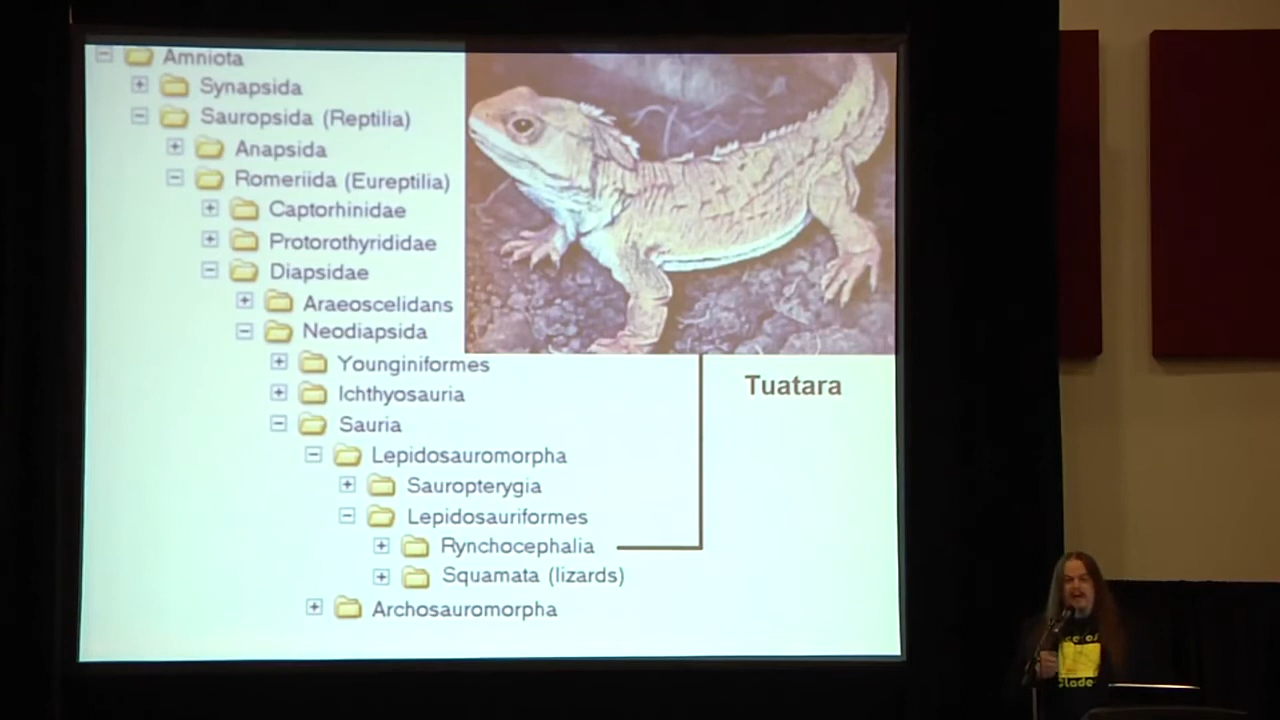 Amniota
Synapsida
Sauropsida (Reptilia)
Anapsida
Romeriida (Eureptilia)
Captorhinidae
Protorothyrididae
Diapsidae
Araeoscelidans
Neodiapsida
Younginiformes
Ichthyosauria
Sauria
Lepidosauromorpha
Sauropterygia
Lepidosauriformes
Rynchocephalia
Squamata (lizards)
Archosauromorpha
Tuatara